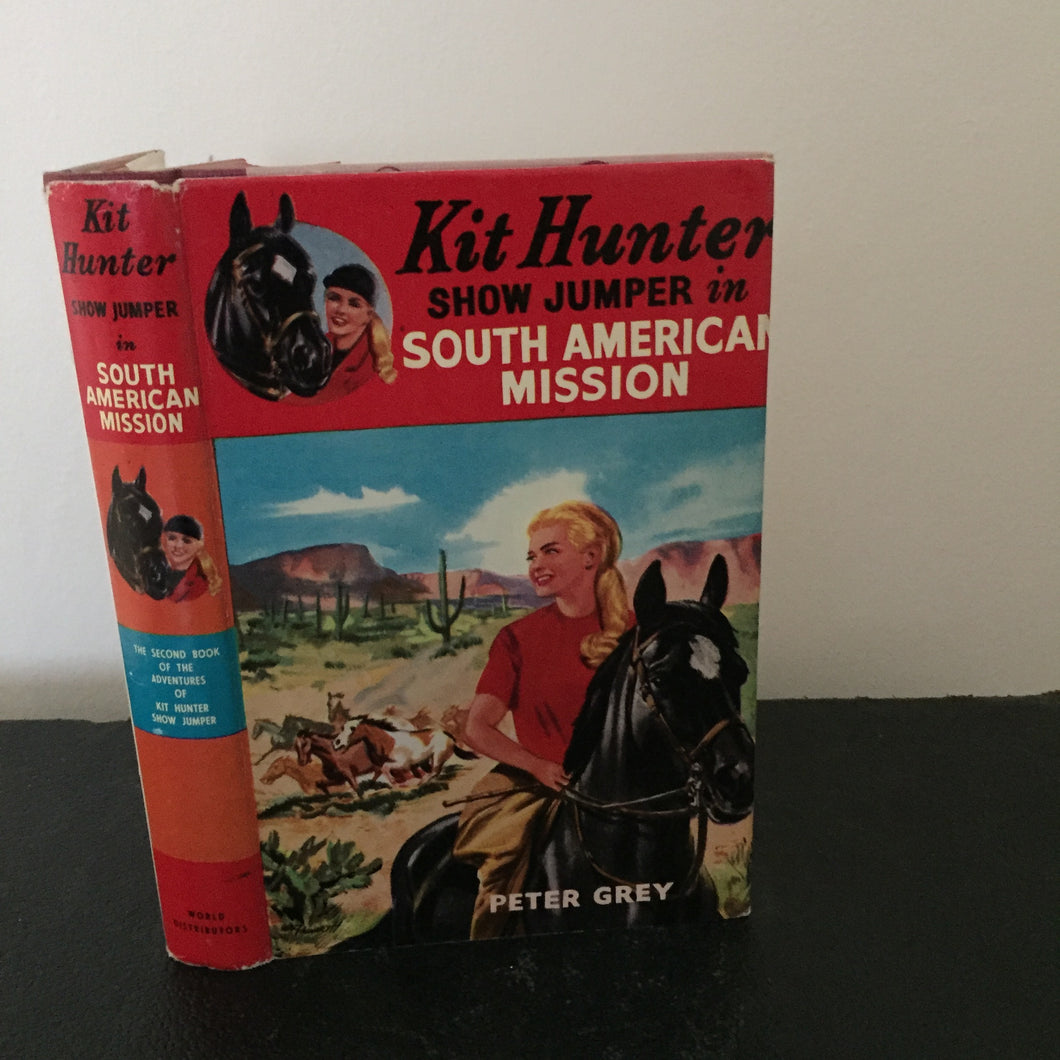 Kit
Hunter
SHOW JUMPER
in
SOUTH
AMERICAN
MISSION
THE SECOND BOOK
OF THE
ADVENTURES
OF
KIT HUNTER
SHOW JUMPER
WORLD
DISTRIBUTORS
Kit Hunter
SHOW JUMPER in
SOUTH AMERICAN
MISSION
PETER GREY